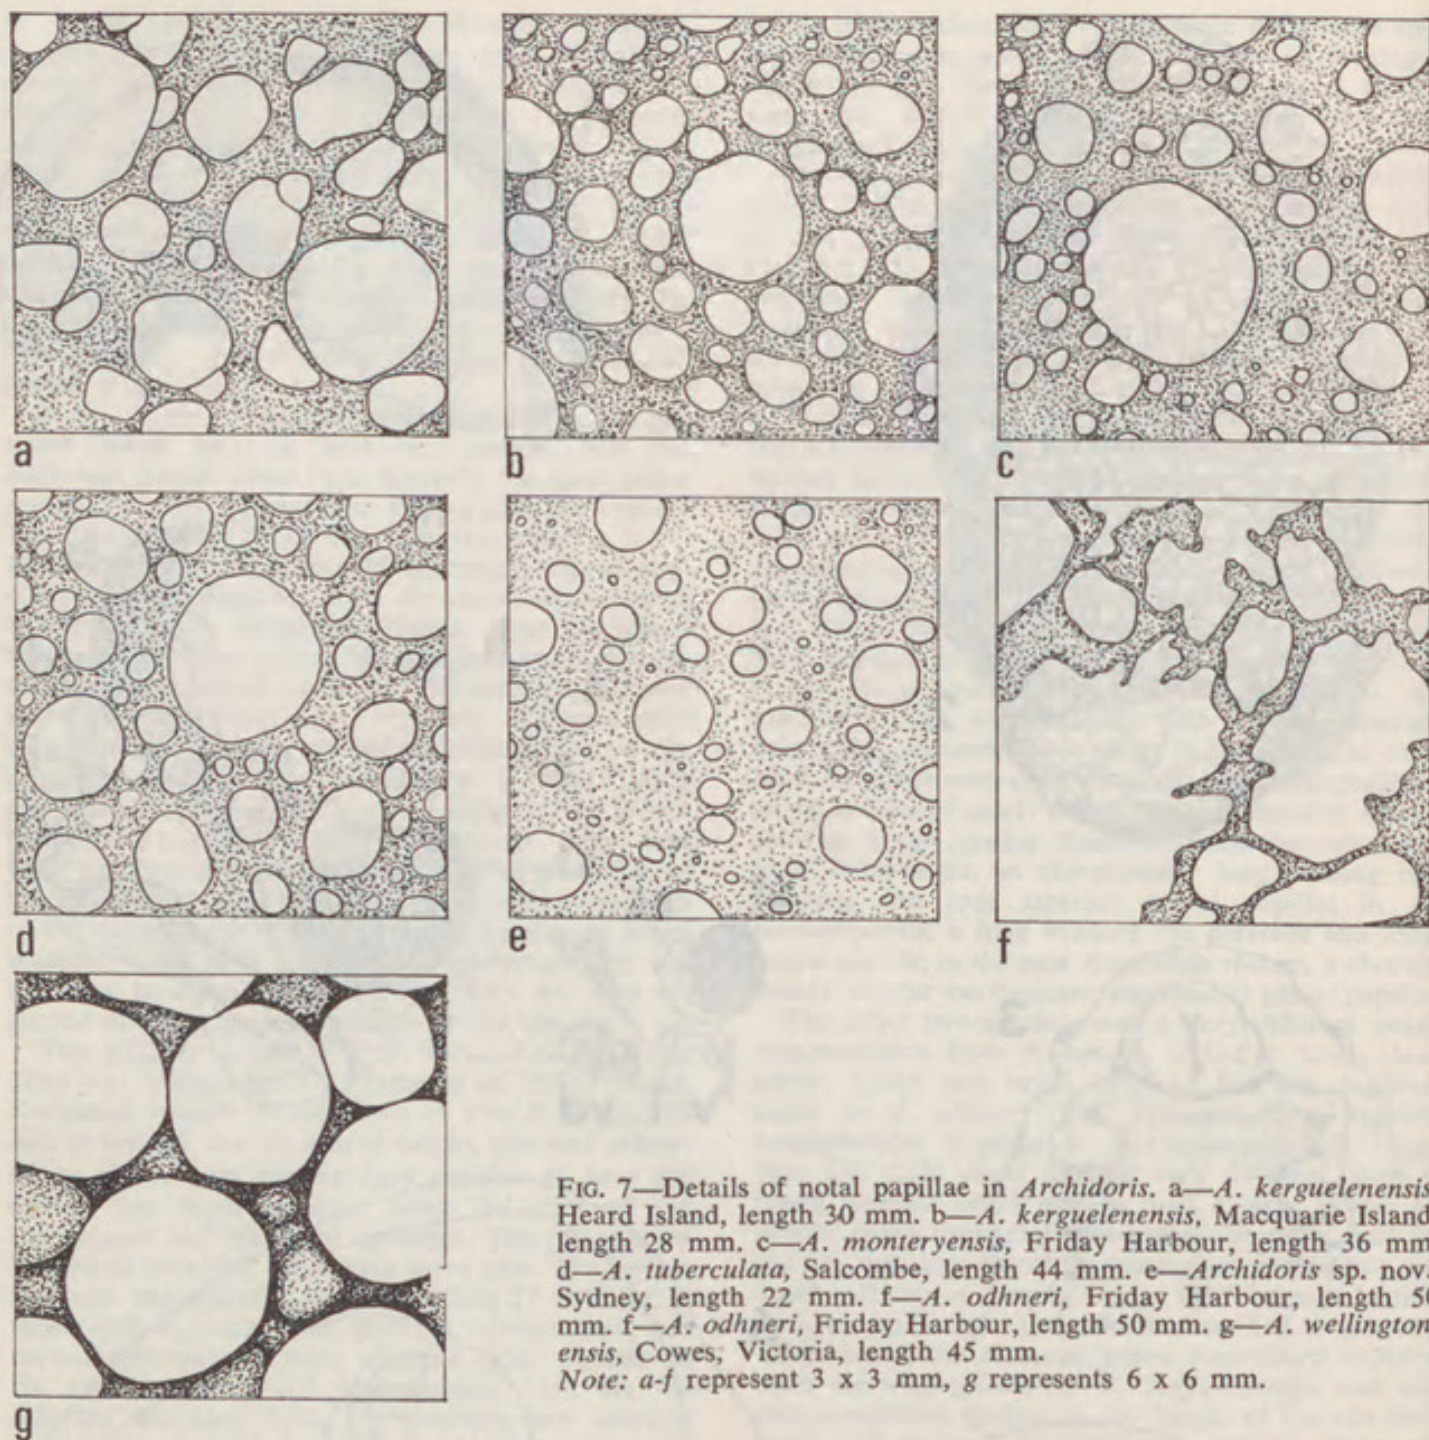 a
b
c
d
e
f
g
FIG. 7—Details of notal papillae in Archidoris. a—A. kerguelenensis
Heard Island, length 30 mm. b—A. kerguelenensis, Macquarie Island
length 28 mm. c—A. monteryensis, Friday Harbour, length 36 mm
d—A. tuberculata, Salcombe, length 44 mm. e—Archidoris sp. nov.
Sydney, length 22 mm. f—A. odhneri, Friday Harbour, length 50
mm. f—A. odhneri, Friday Harbour, length 50 mm. g—A. wellington
ensis, Cowes, Victoria, length 45 mm.
Note: a-f represent 3 x 3 mm, g represents 6 x 6 mm.